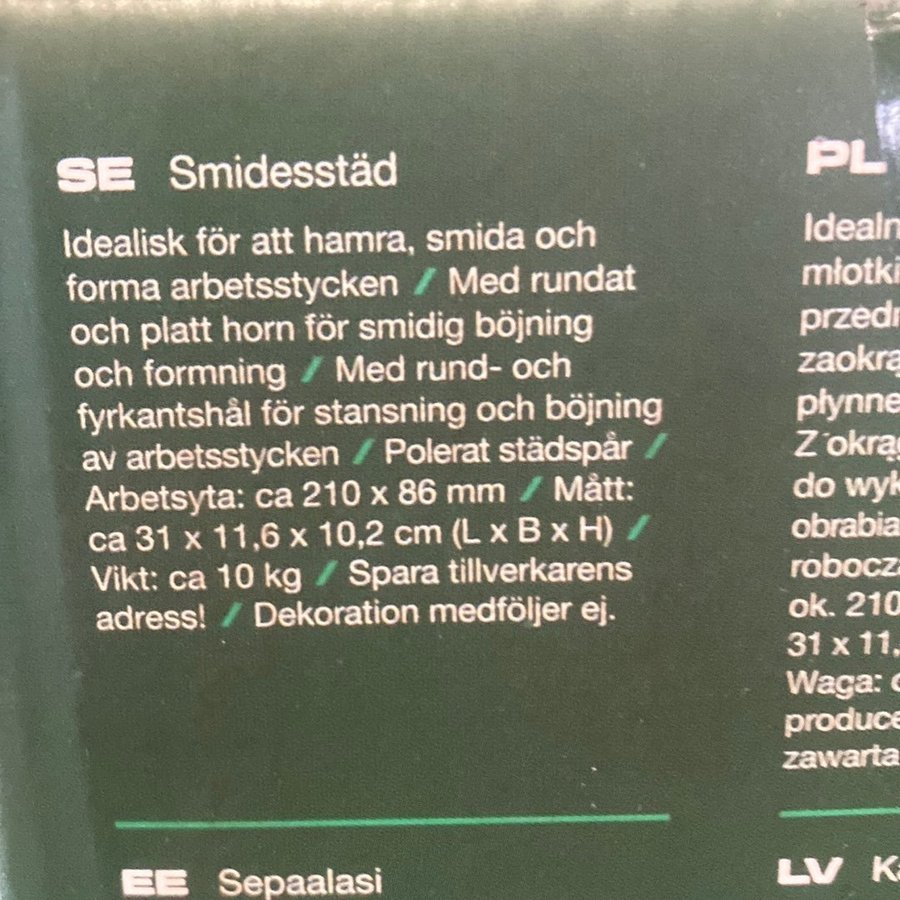 SE Smidesstäd
Idealisk för att hamra, smida och
forma arbetsstycken / Med rundat
och platt horn för smidig böjning
och formning / Med rund- och
fyrkantshål för stansning och böjning
av arbetsstycken / Polerat städspår /
Arbetsyta: ca 210 x 86 mm / Mått:
ca 31 x 11,6 x 10,2 cm (L x B x H) /
Vikt: ca 10 kg / Spara tillverkarens
adress! / Dekoration medföljer ej.
EE Sepaalasi
PL
Idealn
młotki
przedn
zaokrą
płynne
Z okrąg
do wyk
obrabia
robocza
ok. 210
31 x 11,
Waga:
produce
zawarta
LV Ka